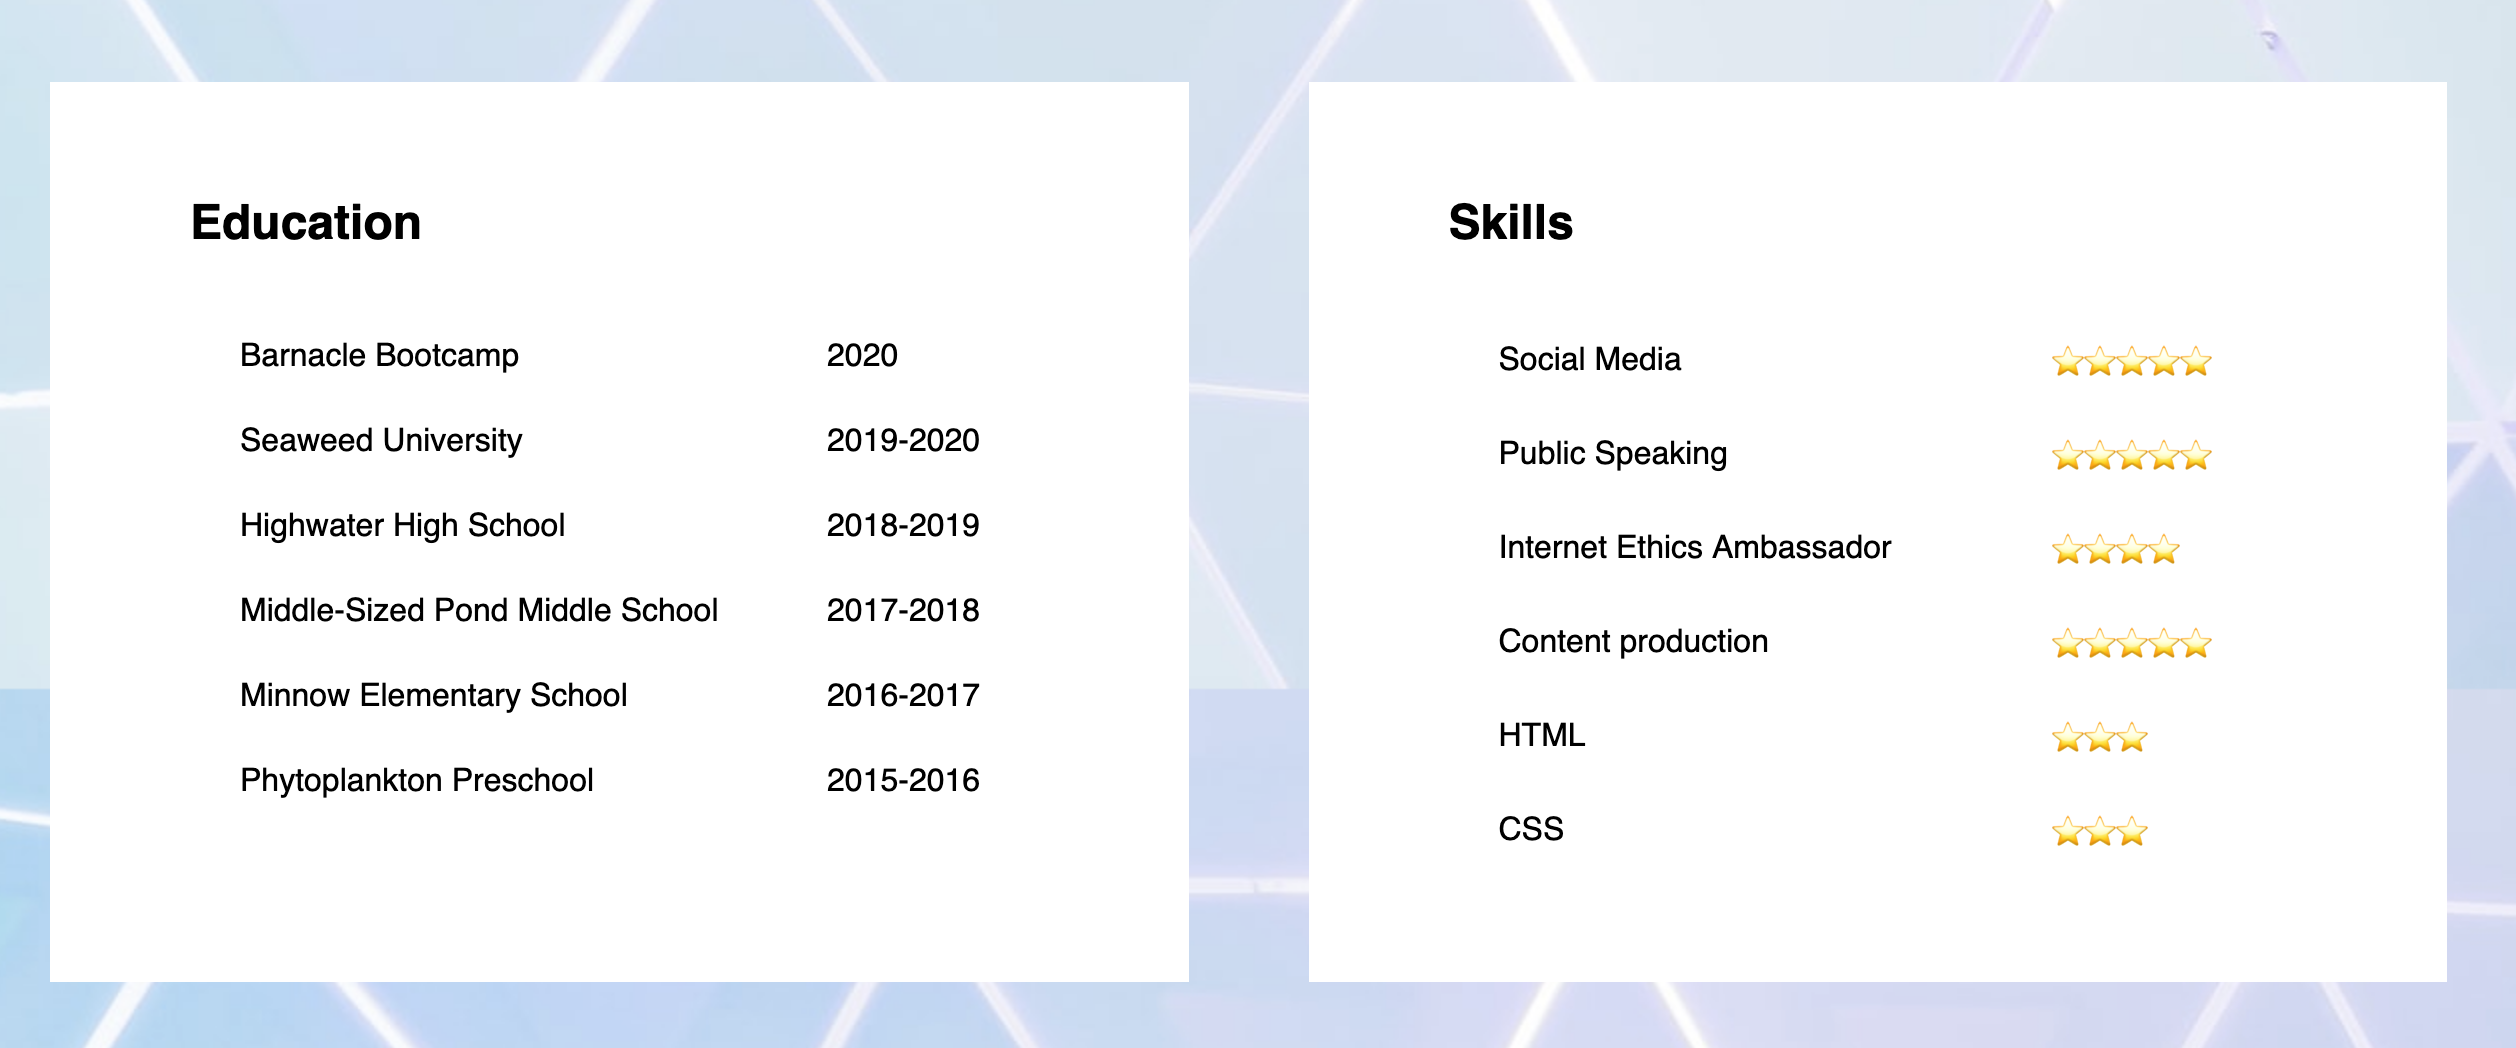 Education
Barnacle Bootcamp 2020
Seaweed University 2019-2020
Highwater High School 2018-2019
Middle-Sized Pond Middle School 2017-2018
Minnow Elementary School 2016-2017
Phytoplankton Preschool 2015-2016
Skills
Social Media ⭐⭐⭐⭐⭐
Public Speaking ⭐⭐⭐⭐⭐
Internet Ethics Ambassador ⭐⭐⭐⭐
Content production ⭐⭐⭐⭐⭐
HTML ⭐⭐⭐
CSS ⭐⭐⭐